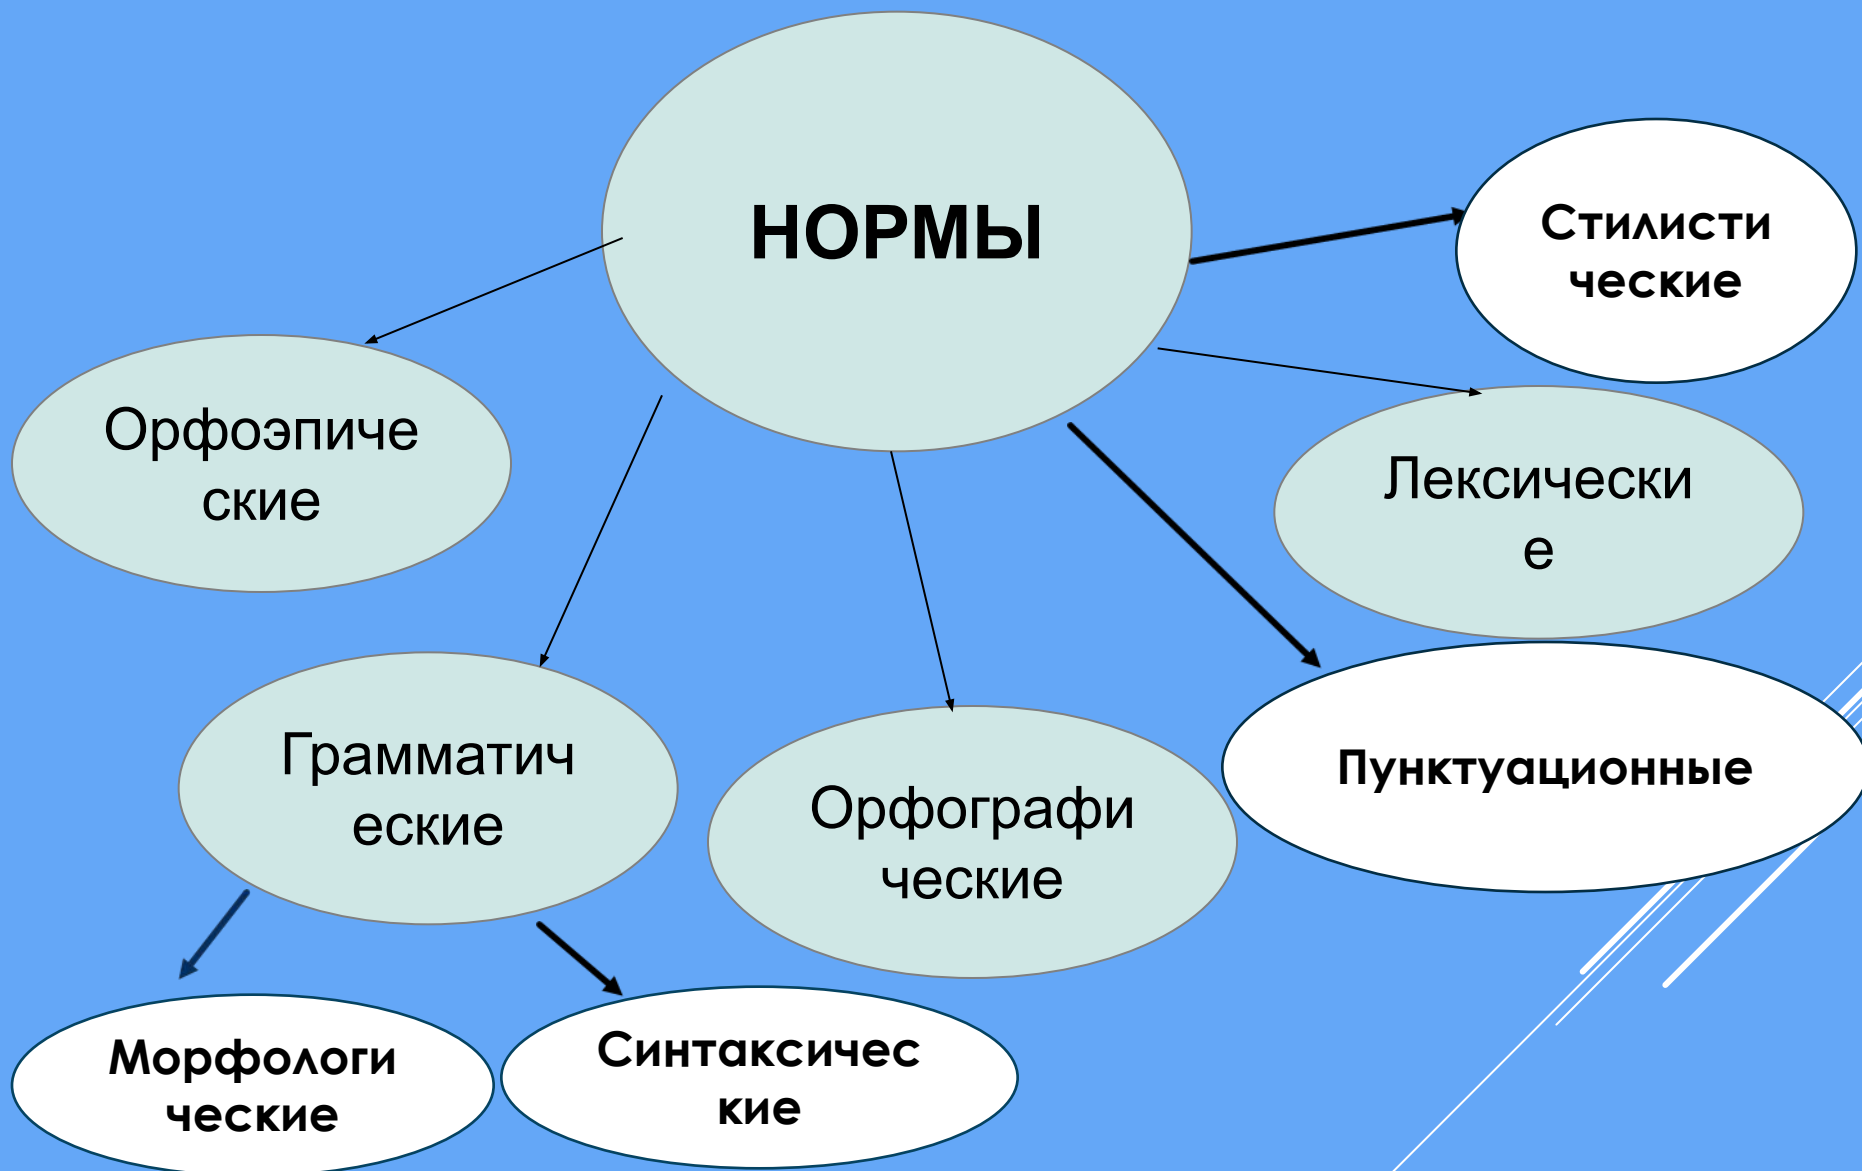 НОРМЫ
Стилисти
ческие
Орфоэпиче
ские
Лексически
е
Грамматич
еские
Орфографи
ческие
Пунктуационные
Морфологи
ческие
Синтаксичес
кие